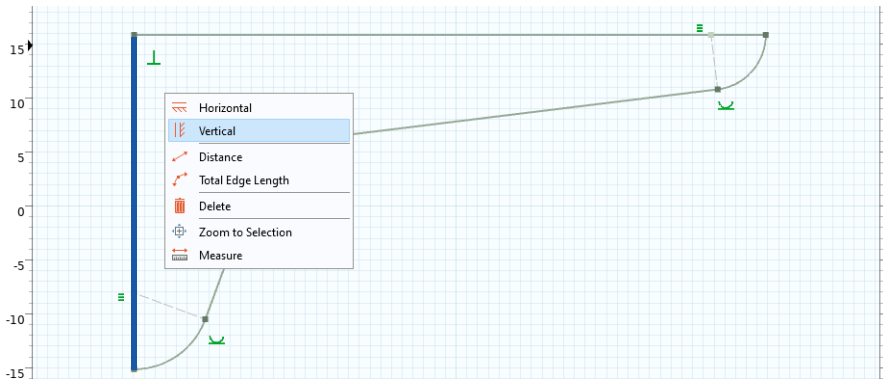 15
10
5
0
-5
-10
-15
Horizontal
Vertical
Distance
Total Edge Length
Delete
Zoom to Selection
Measure